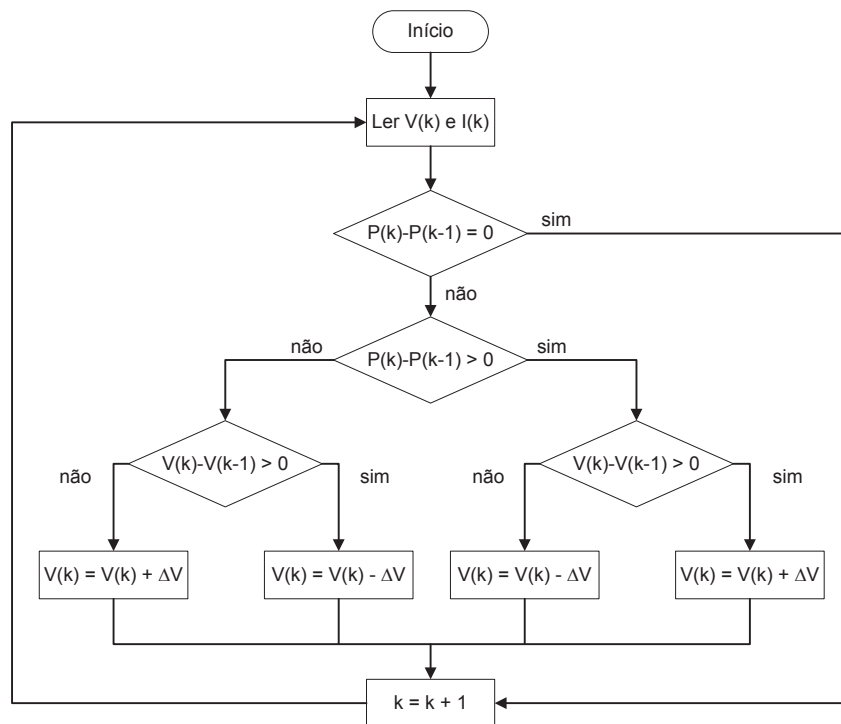 Início
Ler V(k) e I(k)
P(k)-P(k-1) = 0
sim
não
P(k)-P(k-1) > 0
não
sim
V(k)-V(k-1) > 0
não
sim
V(k)-V(k-1) > 0
não
sim
V(k) = V(k) + ΔV
V(k) = V(k) - ΔV
V(k) = V(k) - ΔV
V(k) = V(k) + ΔV
k = k + 1